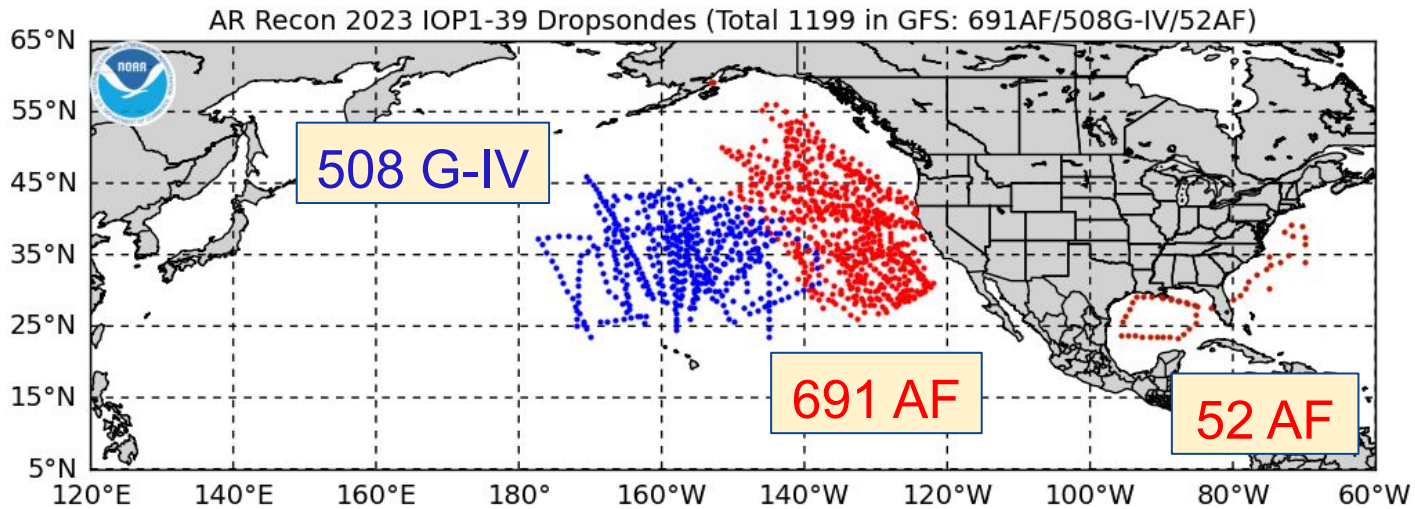 AR Recon 2023 IOP1-39 Dropsondes (Total 1199 in GFS: 691AF/508G-IV/52AF)
65°N
NOAA
55°N
508 G-IV
45°N
35°N
25°N
15°N
691 AF
52 AF
5°N
120°E 140°E 160°E 180° 160°W 140°W 120°W 100°W 80°W 60°W